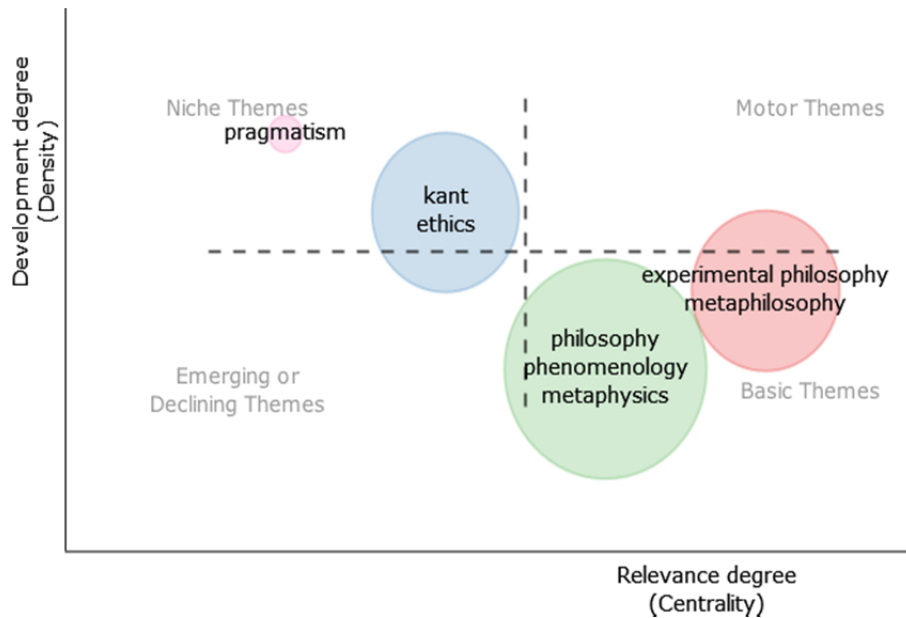 Development degree
(Density)
Niche Themes
Motor Themes
pragmatism
kant
ethics
experimental philosophy
metaphilosophy
philosophy
phenomenology
metaphysics
Emerging or
Declining Themes
Basic Themes
Relevance degree
(Centrality)